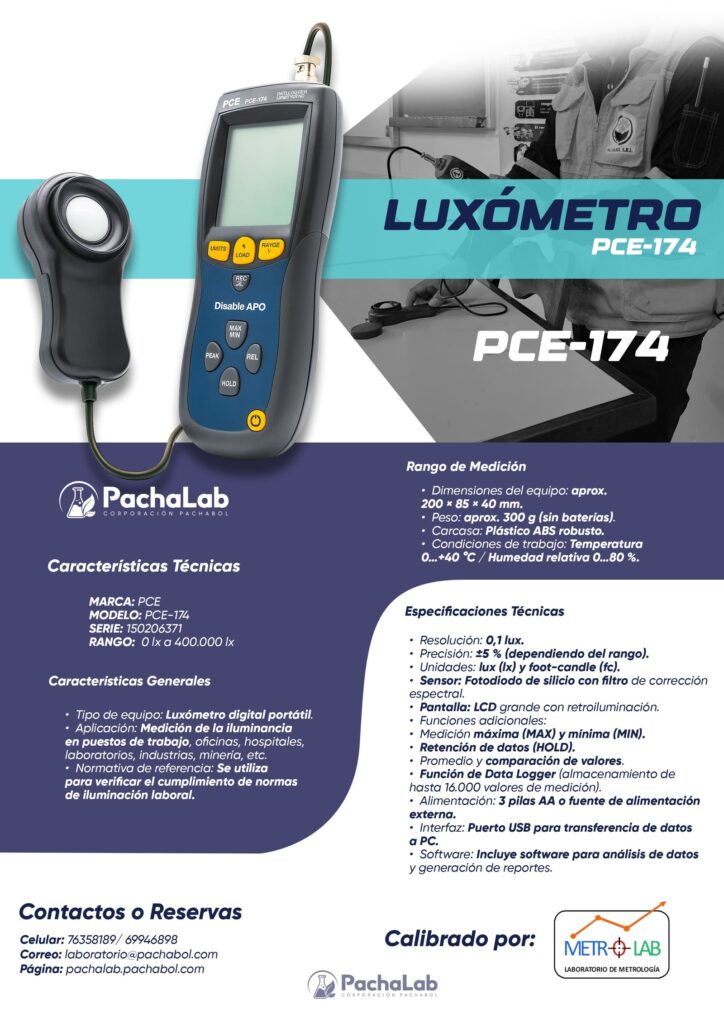 PCE PCE-174
UNITS
LOAD
RANGE
REC
Disable APO
MAX
MIN
PEAK
REL
HOLD
LUXÓMETRO
PCE-174
PCE-174
PachaLab
CORPORACIÓN PACHABOL
Características Técnicas
MARCA: PCE
MODELO: PCE-174
SERIE: 150206371
RANGO: 0 lx a 400.000 lx
Características Generales
• Tipo de equipo: Luxómetro digital portátil.
• Aplicación: Medición de la iluminancia
en puestos de trabajo, oficinas, hospitales,
laboratorios, industrias, minería, etc.
• Normativa de referencia: Se utiliza
para verificar el cumplimiento de normas
de iluminación laboral.
Rango de Medición
• Dimensiones del equipo: aprox.
200 × 85 × 40 mm.
• Peso: aprox. 300 g (sin baterías).
• Carcasa: Plástico ABS robusto.
• Condiciones de trabajo: Temperatura
0…+40 °C / Humedad relativa 0…80 %.
Especificaciones Técnicas
• Resolución: 0,1 lux.
• Precisión: ±5 % (dependiendo del rango).
• Unidades: lux (lx) y foot-candle (fc).
• Sensor: Fotodiodo de silicio con filtro de corrección
espectral.
• Pantalla: LCD grande con retroiluminación.
• Funciones adicionales:
• Medición máxima (MAX) y mínima (MIN).
• Retención de datos (HOLD).
• Promedio y comparación de valores.
• Función de Data Logger (almacenamiento de
hasta 16.000 valores de medición).
• Alimentación: 3 pilas AA o fuente de alimentación
externa.
• Interfaz: Puerto USB para transferencia de datos
a PC.
• Software: Incluye software para análisis de datos
y generación de reportes.
Contactos o Reservas
Celular: 76358189/ 69946898
Correo: laboratorio@pachabol.com
Página: pachalab.pachabol.com
Calibrado por:
METROLAB
LABORATORIO DE METROLOGÍA
PachaLab
CORPORACIÓN PACHABOL